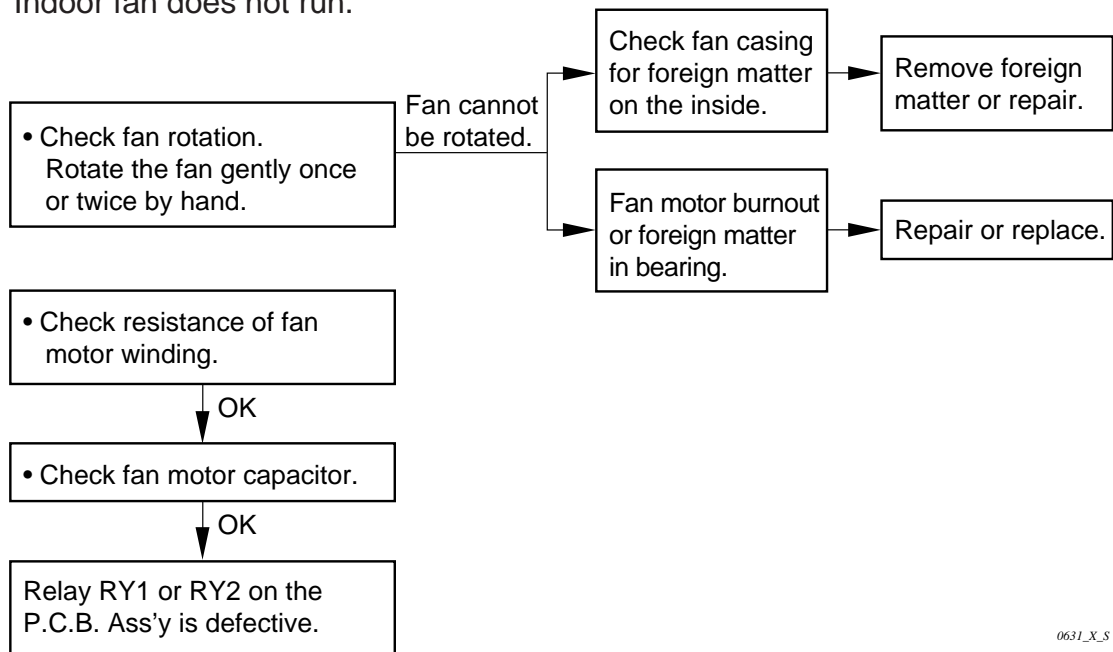 Indoor fan does not run.
• Check fan rotation.
Rotate the fan gently once
or twice by hand.
Fan cannot
be rotated.
Check fan casing
for foreign matter
on the inside.
Remove foreign
matter or repair.
Fan motor burnout
or foreign matter
in bearing.
Repair or replace.
• Check resistance of fan
motor winding.
OK
• Check fan motor capacitor.
OK
Relay RY1 or RY2 on the
P.C.B. Ass’y is defective.
0631_X_S